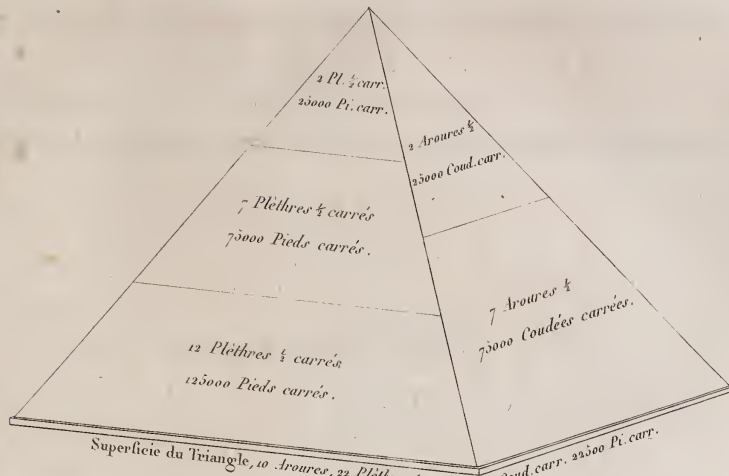 2 Pl. ½ carr.
25000 Pi. carr.
7 Pléthres ½ carrés
75000 Pieds carrés.
12 Pléthres ½ carrés
125000 Pieds carrés.
2 Aroures ½
25000 Coud. carr.
7 Aroures ½
75000 Coudées carrées.
Superficie du Triangle, 10 Aroures, 22 Pléth
Coud. carr. 22500 Pi. carr.